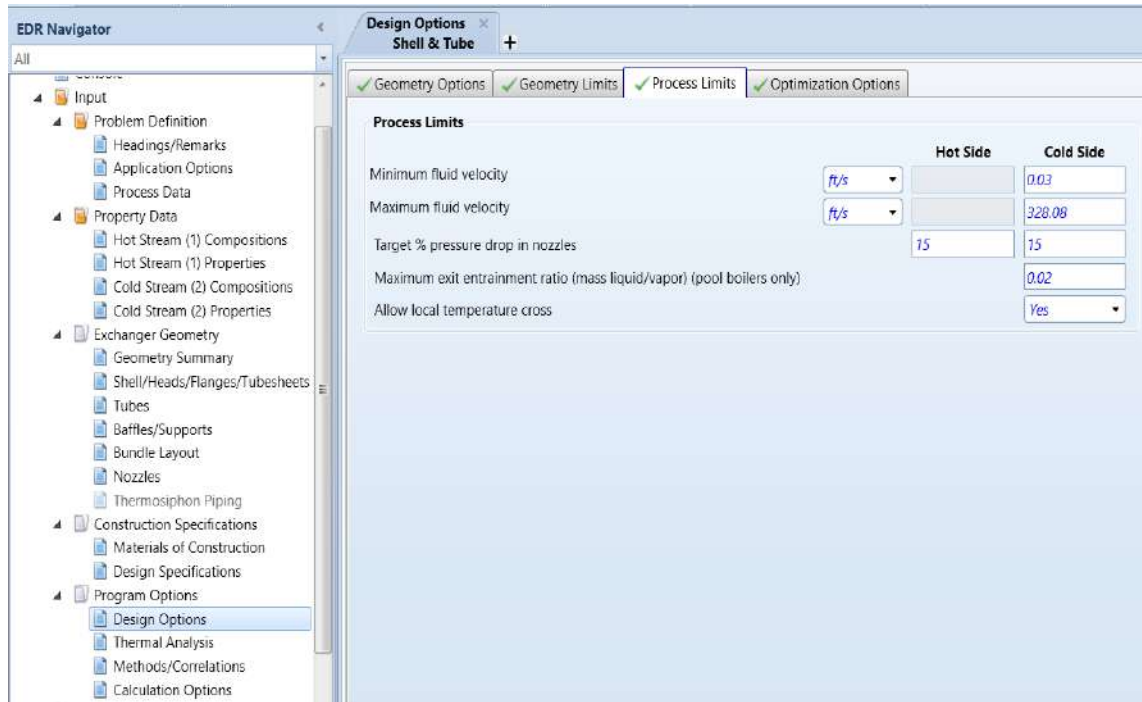 EDR Navigator
All
Console
Input
Problem Definition
Headings/Remarks
Application Options
Process Data
Property Data
Hot Stream (1) Compositions
Hot Stream (1) Properties
Cold Stream (2) Compositions
Cold Stream (2) Properties
Exchanger Geometry
Geometry Summary
Shell/Heads/Flanges/Tubesheets
Tubes
Baffles/Supports
Bundle Layout
Nozzles
Thermosiphon Piping
Construction Specifications
Materials of Construction
Design Specifications
Program Options
Design Options
Thermal Analysis
Methods/Correlations
Calculation Options
Design Options
Shell & Tube
Geometry Options Geometry Limits Process Limits Optimization Options
Process Limits
Hot Side Cold Side
Minimum fluid velocity ft/s 0.03
Maximum fluid velocity ft/s 328.08
Target % pressure drop in nozzles 15 15
Maximum exit entrainment ratio (mass liquid/vapor) (pool boilers only) 0.02
Allow local temperature cross Yes